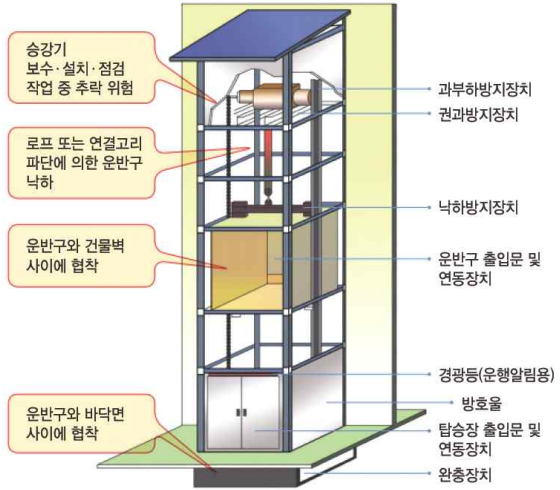 승강기
보수·설치·점검
작업 중 추락 위험
로프 또는 연결고리
파단에 의한 운반구
낙하
운반구와 건물벽
사이에 협착
운반구와 바닥면
사이에 협착
과부하방지장치
권과방지장치
낙하방지장치
운반구 출입문 및
연동장치
경광등(운행알림용)
방호울
탑승장 출입문 및
연동장치
완충장치